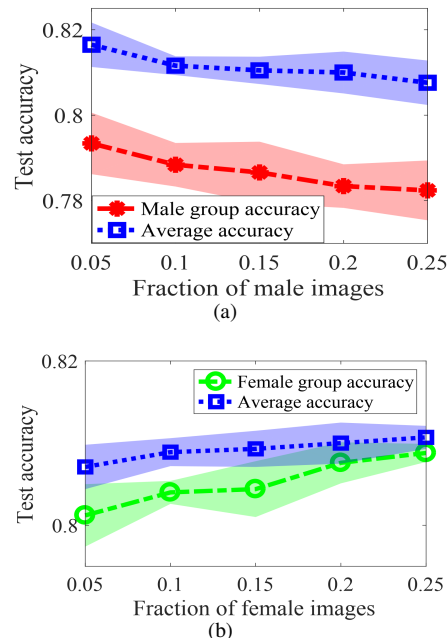 0.82
0.8
0.78
Test accuracy
Male group accuracy
Average accuracy
0.05 0.1 0.15 0.2 0.25
Fraction of male images
(a)
0.82
0.8
Test accuracy
Female group accuracy
Average accuracy
0.05 0.1 0.15 0.2 0.25
Fraction of female images
(b)